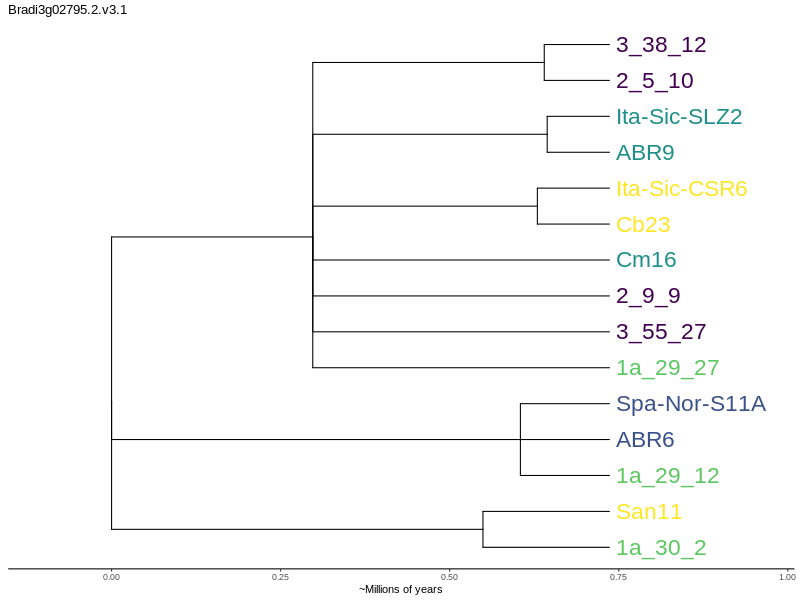 Bradi3g02795.2.v3.1
3_38_12
2_5_10
Ita-Sic-SLZ2
ABR9
Ita-Sic-CSR6
Cb23
Cm16
2_9_9
3_55_27
1a_29_27
Spa-Nor-S11A
ABR6
1a_29_12
San11
1a_30_2
0.00 0.25 0.50 0.75 1.00
~Millions of years